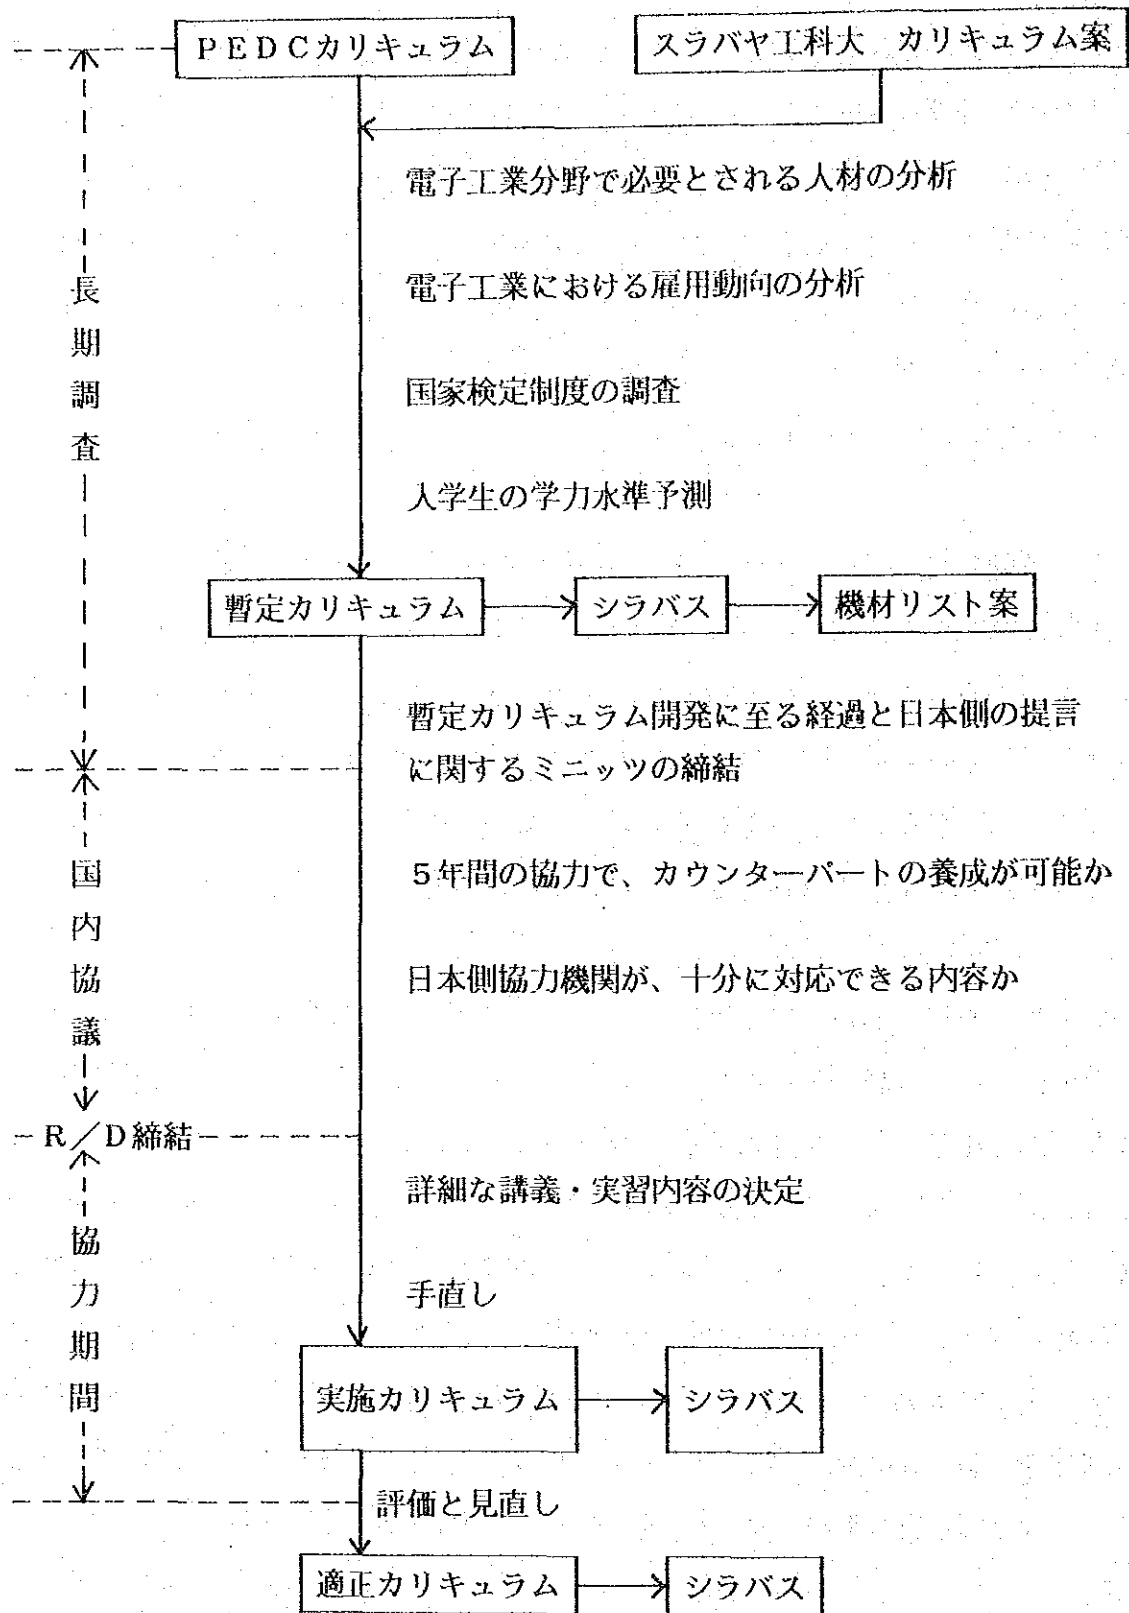 PEDCカリキュラム
スラバヤ工科大 カリキュラム案
電子工業分野で必要とされる人材の分析
電子工業における雇用動向の分析
長期調査
国家検定制度の調査
入学生の学力水準予測
暫定カリキュラム
シラバス
機材リスト案
暫定カリキュラム開発に至る経過と日本側の提言
に関するミニッツの締結
国内協議
5年間の協力で、カウンターパートの養成が可能か
日本側協力機関が、十分に対応できる内容か
R/D締結
詳細な講義・実習内容の決定
協力期間
手直し
実施カリキュラム
シラバス
評価と見直し
適正カリキュラム
シラバス